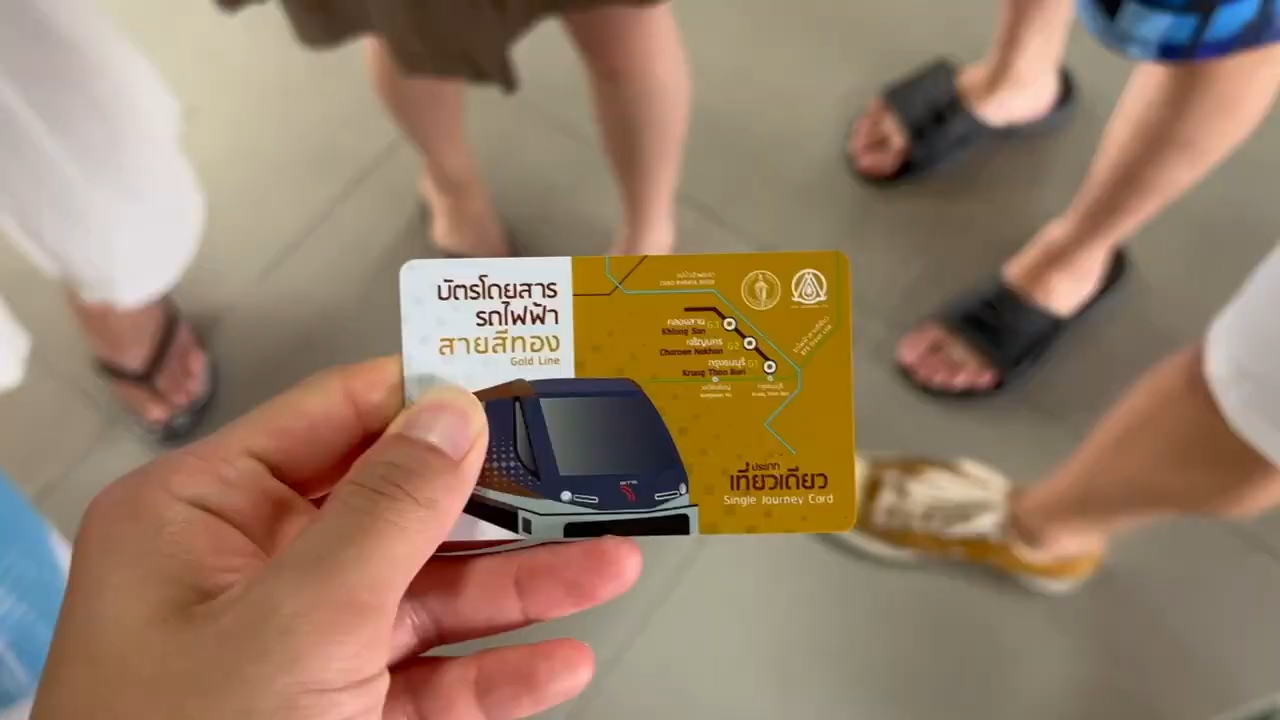 บัตรโดยสาร
รถไฟฟ้า
สายสีทอง
Gold Line
คลองสาน
Khlong San G3
เจริญนคร
Charoen Nakhon G2
กรุงธนบุรี G1
Krung Thon Buri
ประเภท
เที่ยวเดียว
Single Journey Card